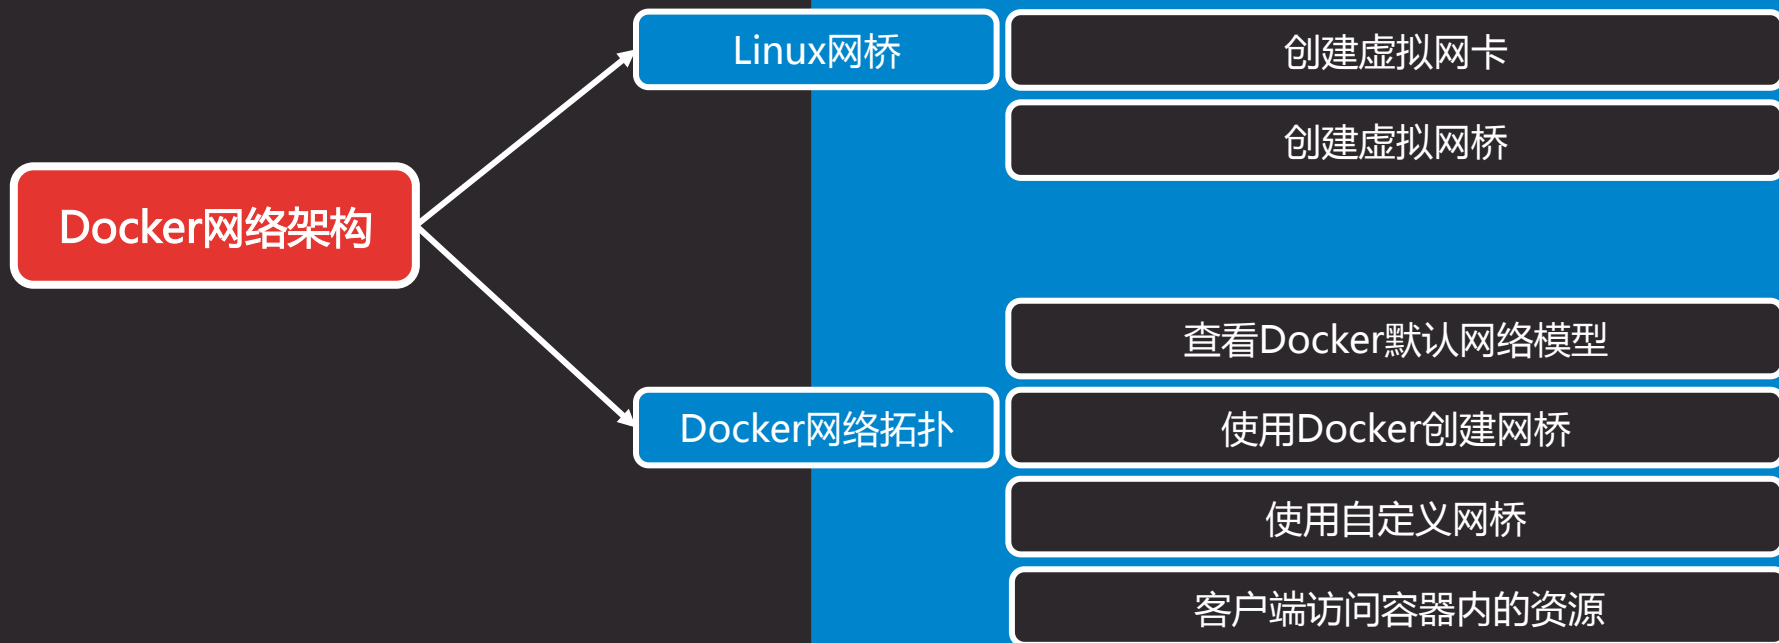 Docker网络架构
Linux网桥
创建虚拟网卡
创建虚拟网桥
Docker网络拓扑
查看Docker默认网络模型
使用Docker创建网桥
使用自定义网桥
客户端访问容器内的资源